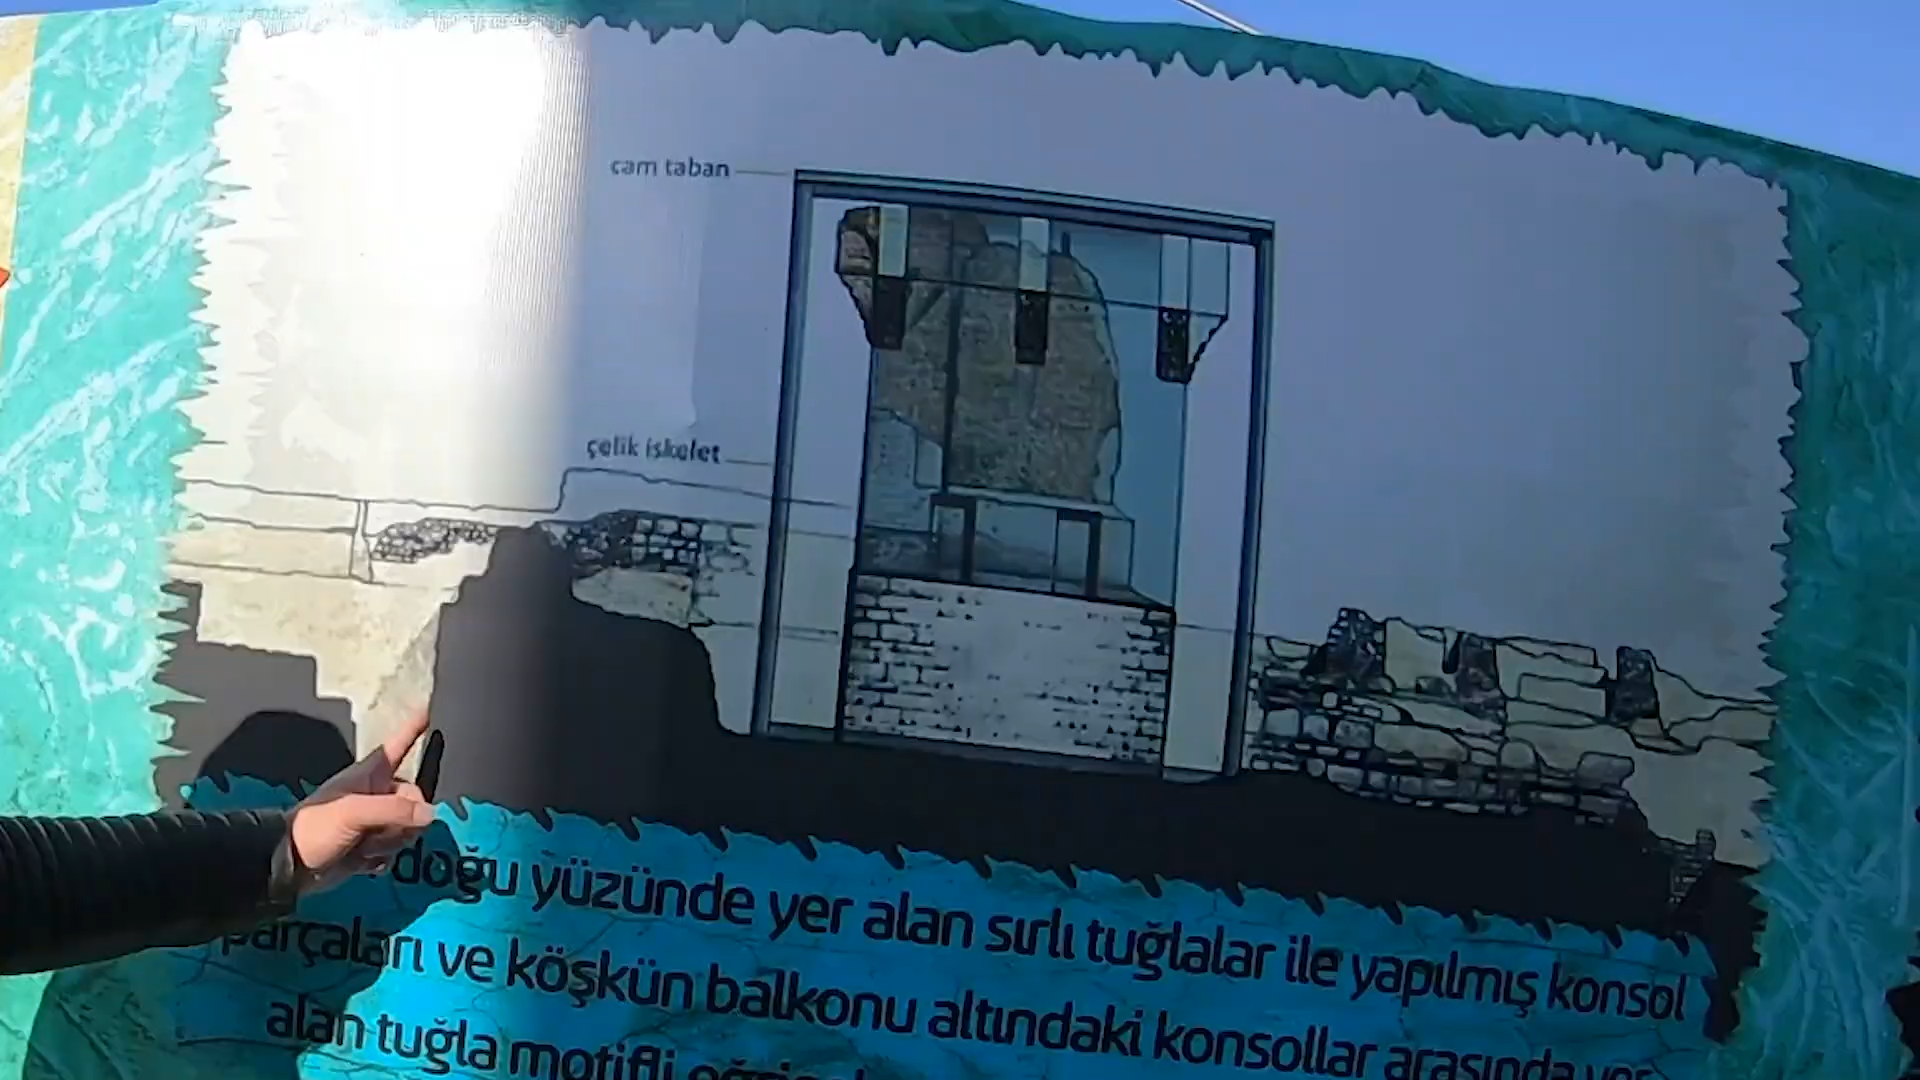 cam taban
çelik iskelet
doğu yüzünde yer alan sırlı tuğlalar ile yapılmış konsol
parçaları ve köşkün balkonu altındaki konsollar arasında yer
alan tuğla motifli